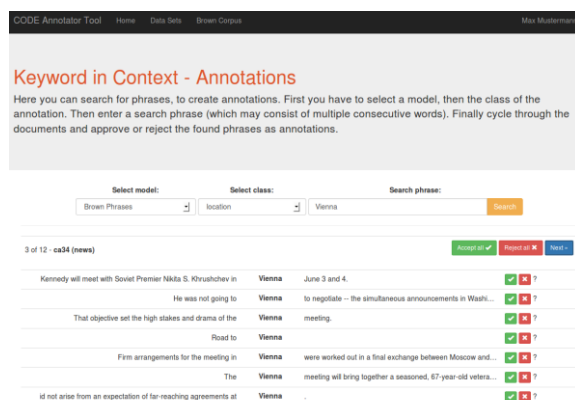 CODE Annotator Tool Home Data Sets Brown Corpus Max Mustermann
Keyword in Context - Annotations
Here you can search for phrases, to create annotations. First you have to select a model, then the class of the
annotation. Then enter a search phrase (which may consist of multiple consecutive words). Finally cycle through the
documents and approve or reject the found phrases as annotations.
Select model: Select class: Search phrase:
Brown Phrases location Vienna Search
3 of 12 - ca34 (news) Accept all ✔ Reject all ✖ Next→
Kennedy will meet with Soviet Premier Nikita S. Khrushchev in Vienna June 3 and 4. ✔ ✖ ?
He was not going to Vienna to negotiate -- the simultaneous announcements in Washi... ✔ ✖ ?
That objective set the high stakes and drama of the Vienna meeting. ✔ ✖ ?
Road to Vienna ✔ ✖ ?
Firm arrangements for the meeting in Vienna were worked out in a final exchange between Moscow and... ✔ ✖ ?
The Vienna meeting will bring together a seasoned, 67-year-old vetera... ✔ ✖ ?
id not arise from an expectation of far-reaching agreements at Vienna . ✔ ✖ ?